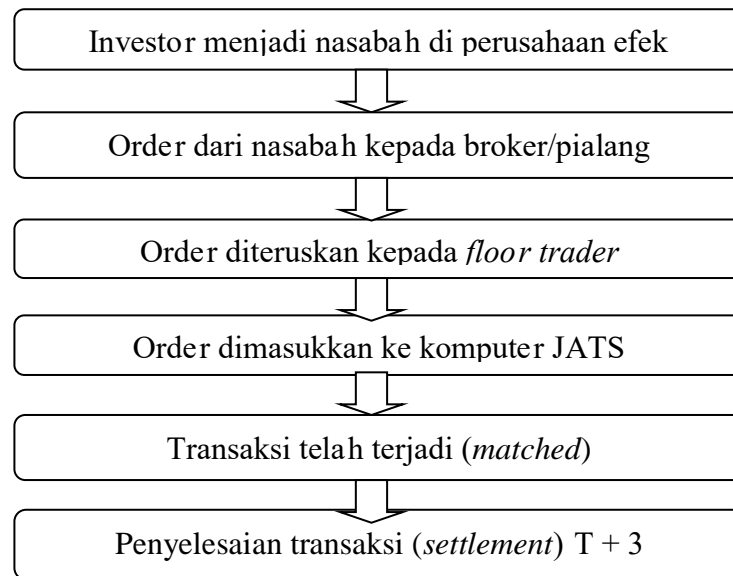 Investor menjadi nasabah di perusahaan efek
Order dari nasabah kepada broker/pialang
Order diteruskan kepada floor trader
Order dimasukkan ke komputer JATS
Transaksi telah terjadi (matched)
Penyelesaian transaksi (settlement) T + 3